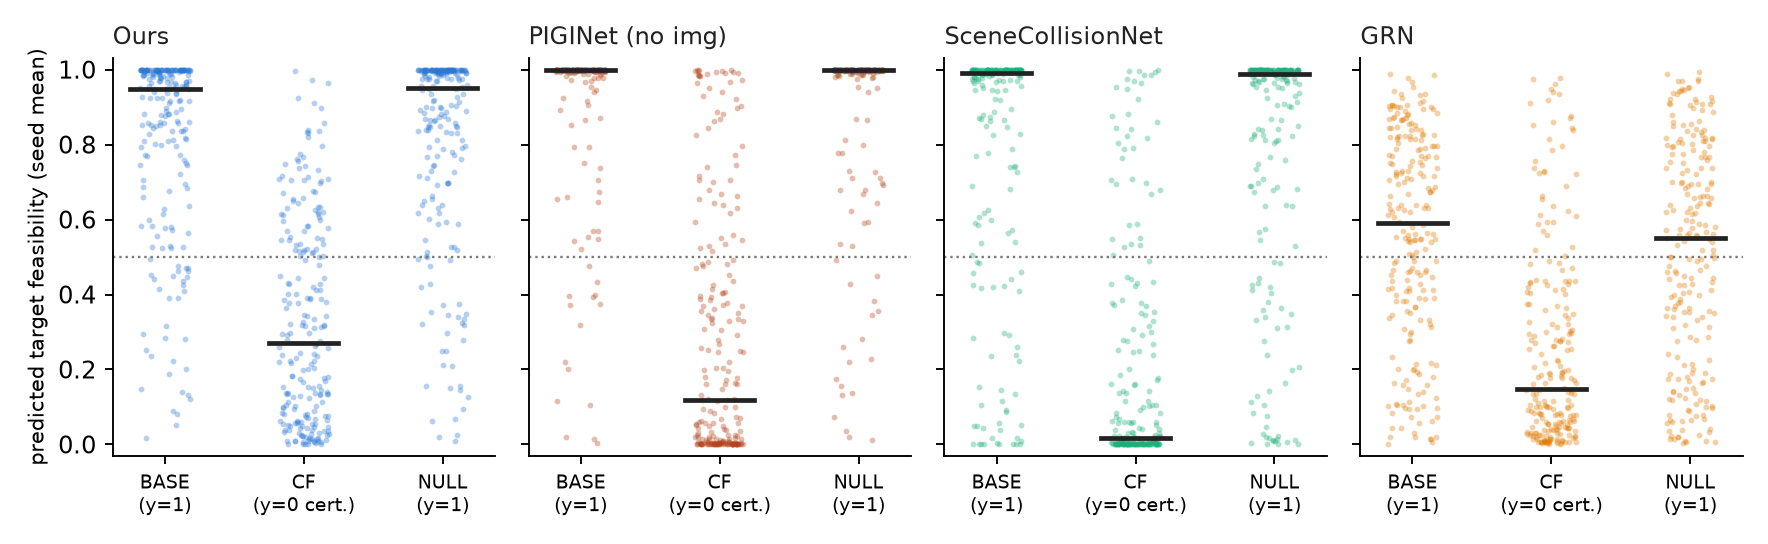 Ours
PIGINet (no img)
SceneCollisionNet
GRN
predicted target feasibility (seed mean)
1.0
0.8
0.6
0.4
0.2
0.0
BASE
(y=1)
CF
(y=0 cert.)
NULL
(y=1)
BASE
(y=1)
CF
(y=0 cert.)
NULL
(y=1)
BASE
(y=1)
CF
(y=0 cert.)
NULL
(y=1)
BASE
(y=1)
CF
(y=0 cert.)
NULL
(y=1)